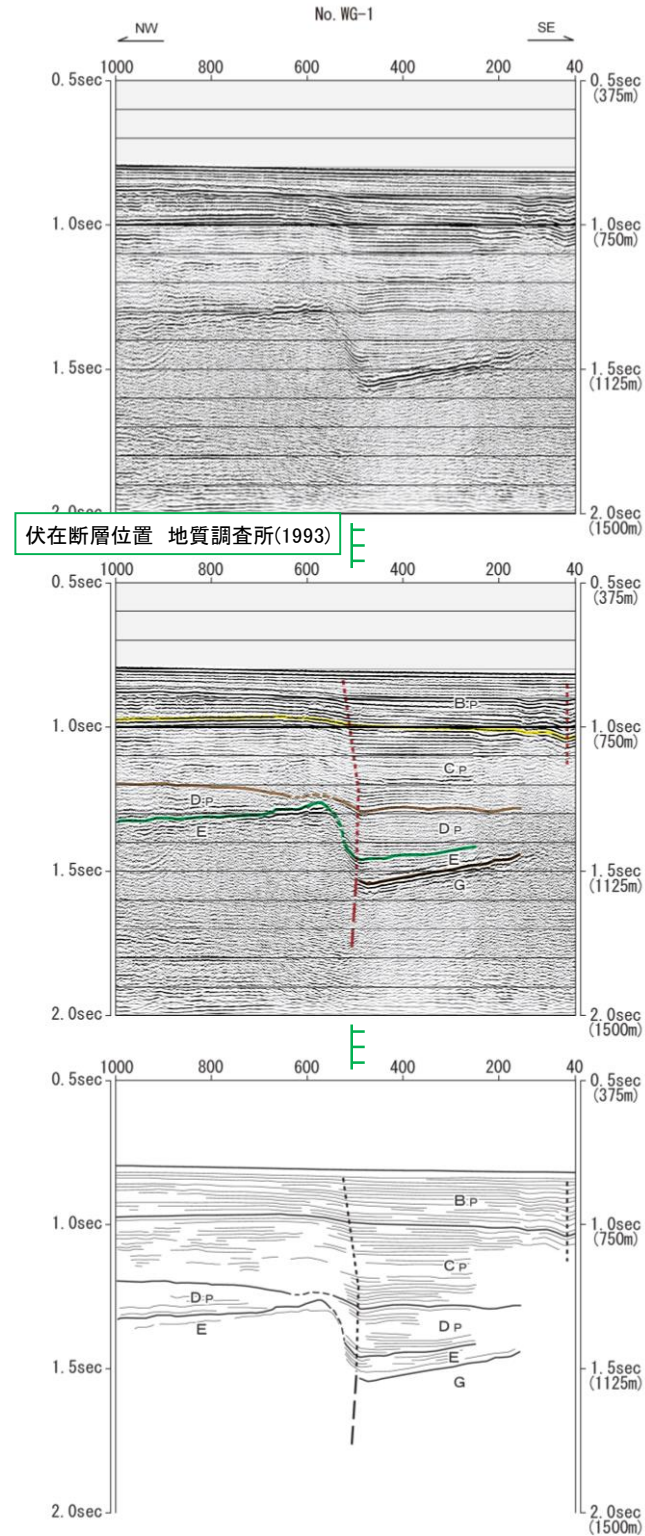 No. WG-1
NW
SE
1000 800 600 400 200 40
0.5sec
0.5sec
(375m)
1.0sec
1.0sec
(750m)
1.5sec
1.5sec
(1125m)
2.0sec
2.0sec
(1500m)
伏在断層位置 地質調査所(1993)
1000 800 600 400 200 40
0.5sec
0.5sec
(375m)
BP
1.0sec
1.0sec
(750m)
CP
DP
DP
E
E
1.5sec
1.5sec
(1125m)
G
2.0sec
2.0sec
(1500m)
1000 800 600 400 200 40
0.5sec
0.5sec
(375m)
BP
1.0sec
1.0sec
(750m)
CP
DP
DP
E
E
1.5sec
1.5sec
(1125m)
G
2.0sec
2.0sec
(1500m)